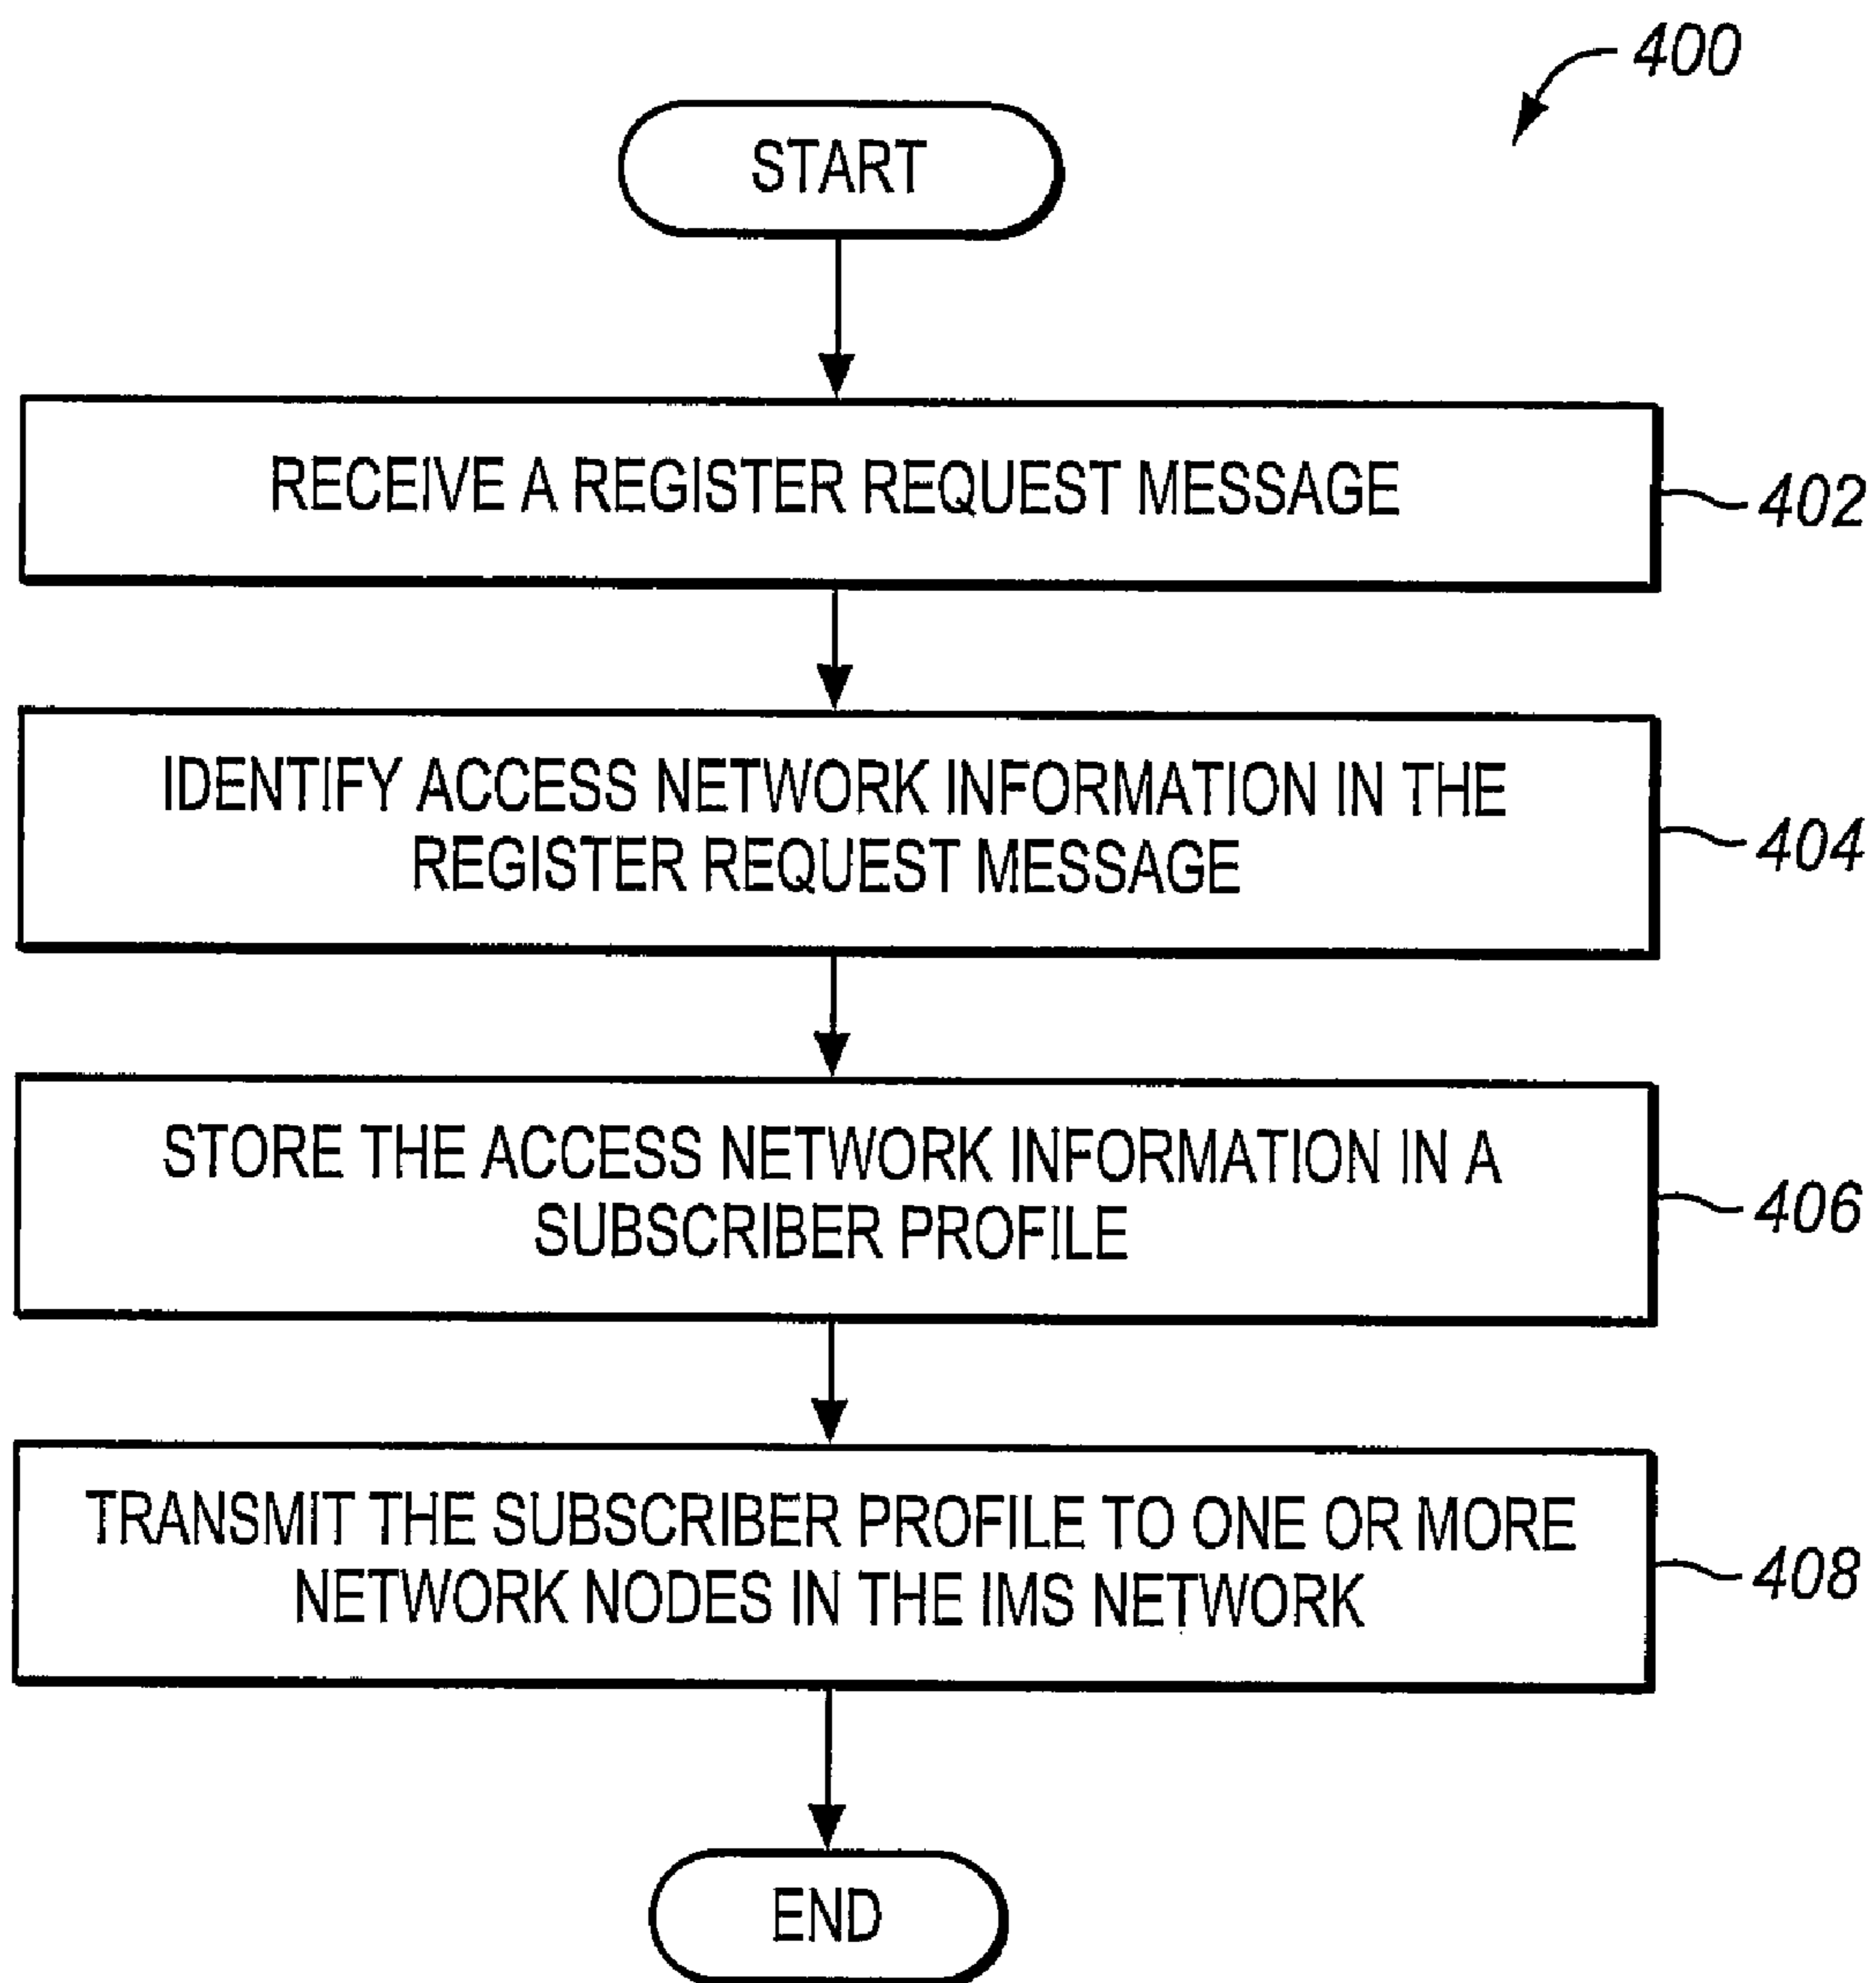 400
START
RECEIVE A REGISTER REQUEST MESSAGE
402
IDENTIFY ACCESS NETWORK INFORMATION IN THE
REGISTER REQUEST MESSAGE
404
STORE THE ACCESS NETWORK INFORMATION IN A
SUBSCRIBER PROFILE
406
TRANSMIT THE SUBSCRIBER PROFILE TO ONE OR MORE
NETWORK NODES IN THE IMS NETWORK
408
END